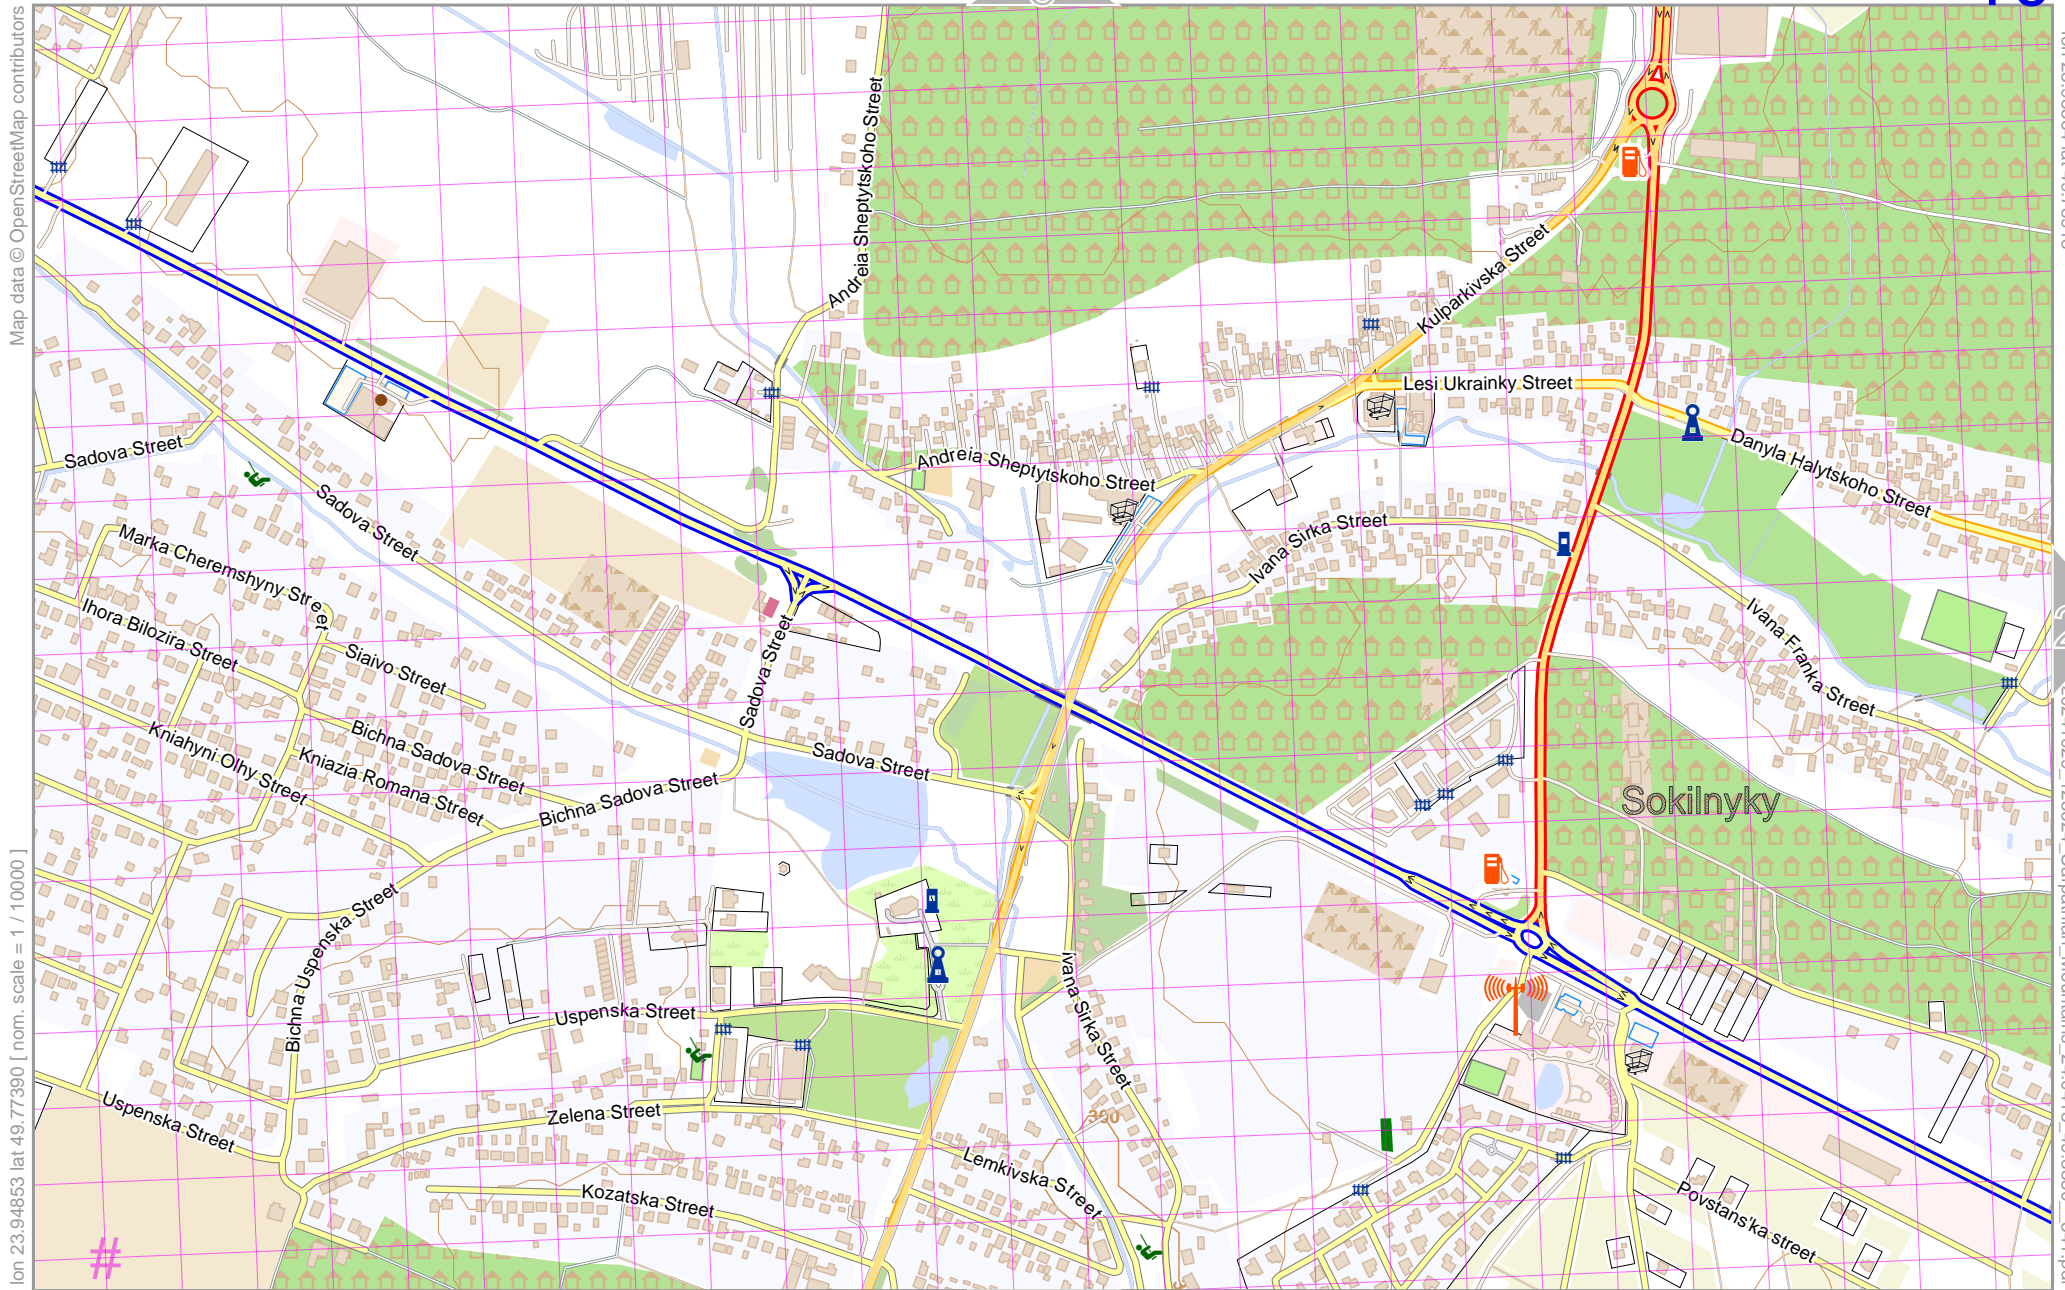 Map data © OpenStreetMap contributors
lon 23.94853 lat 49.77390 [ nom. scale = 1 / 10000 ]
Andreia Sheptytskoho Street
Kulparkivska Street
Lesi Ukrainky Street
Danyla Halytskoho Street
Andreia Sheptytskoho Street
Sadova Street
Sadova Street
Ivana Sirka Street
Marka Cheremshyny Street
Ihora Bilozira Street
Siaivo Street
Sadova Street
Ivana Franka Street
Kniahyni Olhy Street
Bichna Sadova Street
Kniazia Romana Street
Sadova Street
Bichna Sadova Street
Sokilnyky
Bichna Uspenska Street
Uspenska Street
Ivana Sirka Street
Uspenska Street
Zelena Street
390
Lemkivska Street
Kozatska Street
Povstans'ka street
#